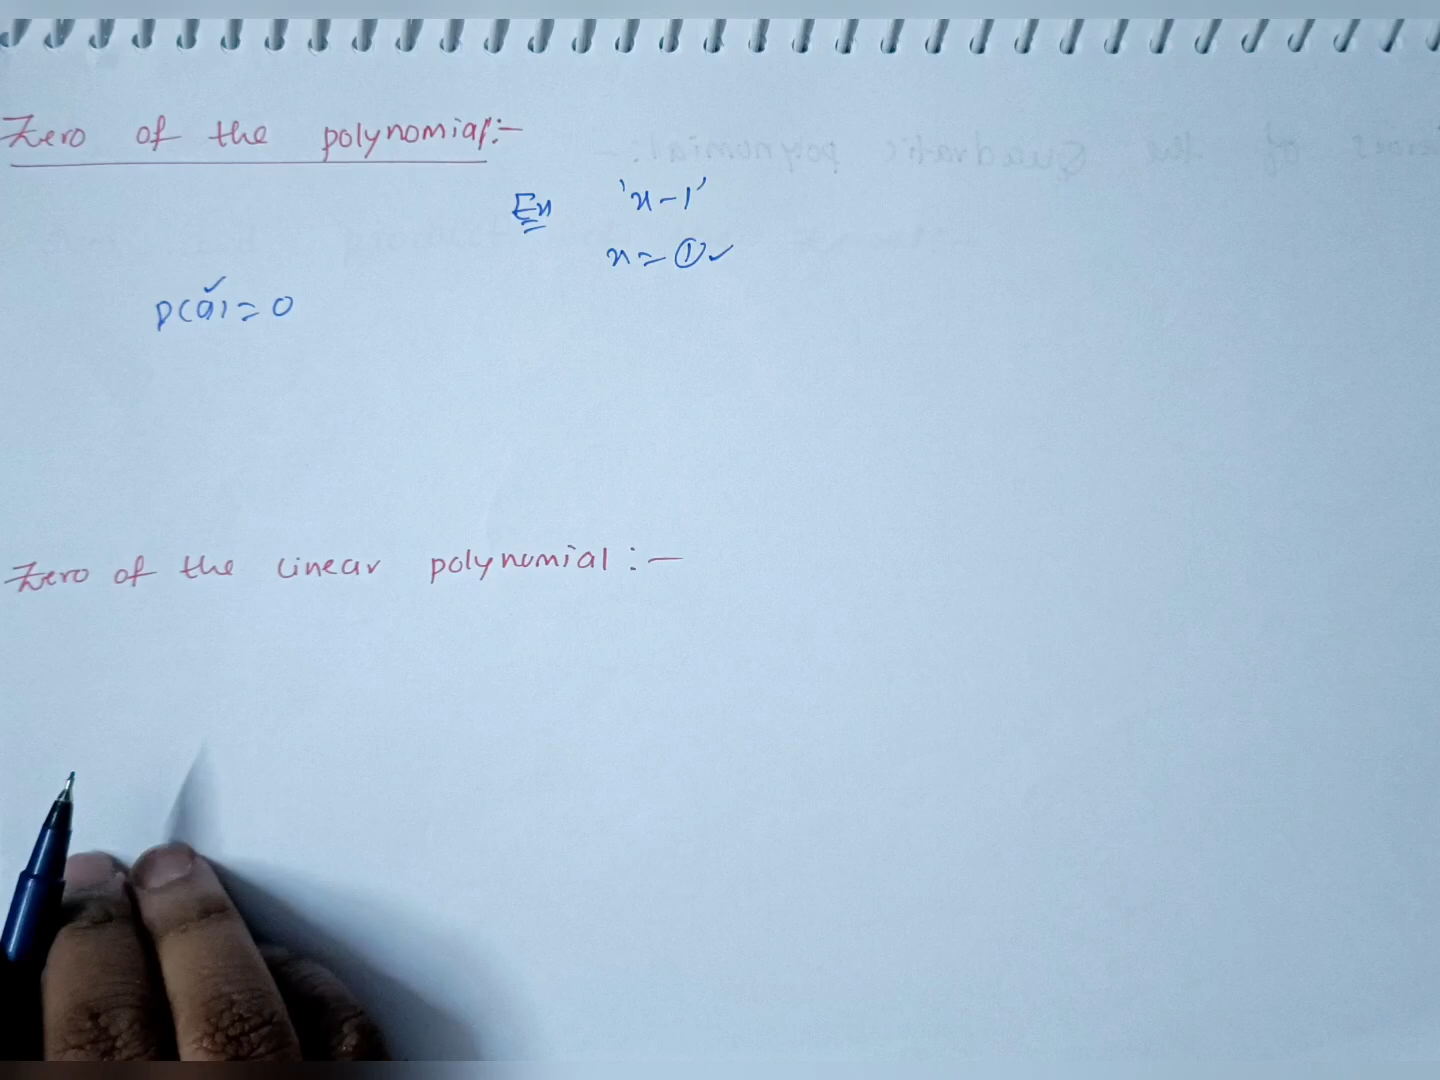 Zero of the polynomial:-
Ex 'x-1'
x = 1 ✓
p(a) = 0
Zero of the linear polynomial :-